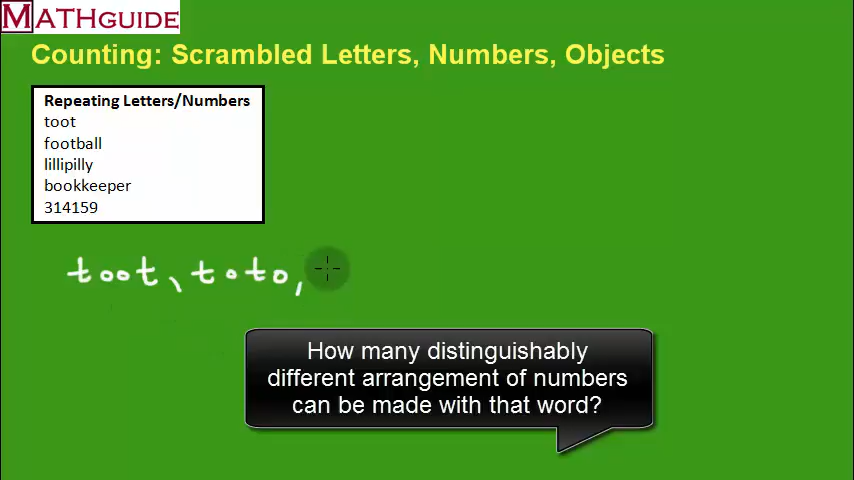 MATHGUIDE
Counting: Scrambled Letters, Numbers, Objects
Repeating Letters/Numbers
toot
football
lillipilly
bookkeeper
314159
toot, toto,
How many distinguishably
different arrangement of numbers
can be made with that word?